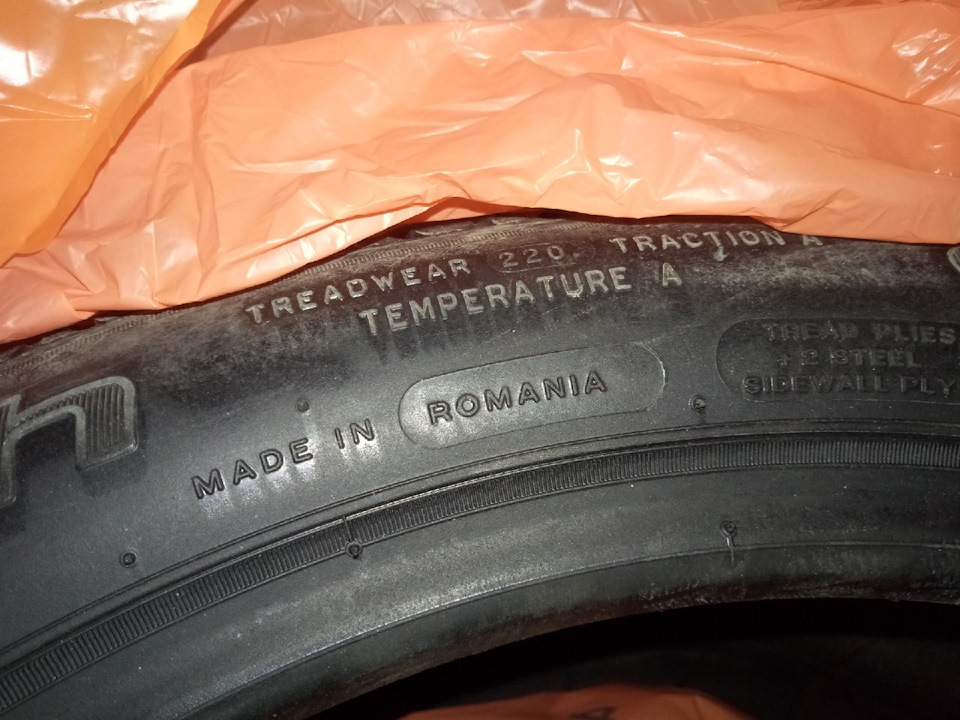 TREADWEAR 220 TRACTION A
TEMPERATURE A
TREAD PLIES
+ 2 STEEL
SIDEWALL PLY
MADE IN ROMANIA
n